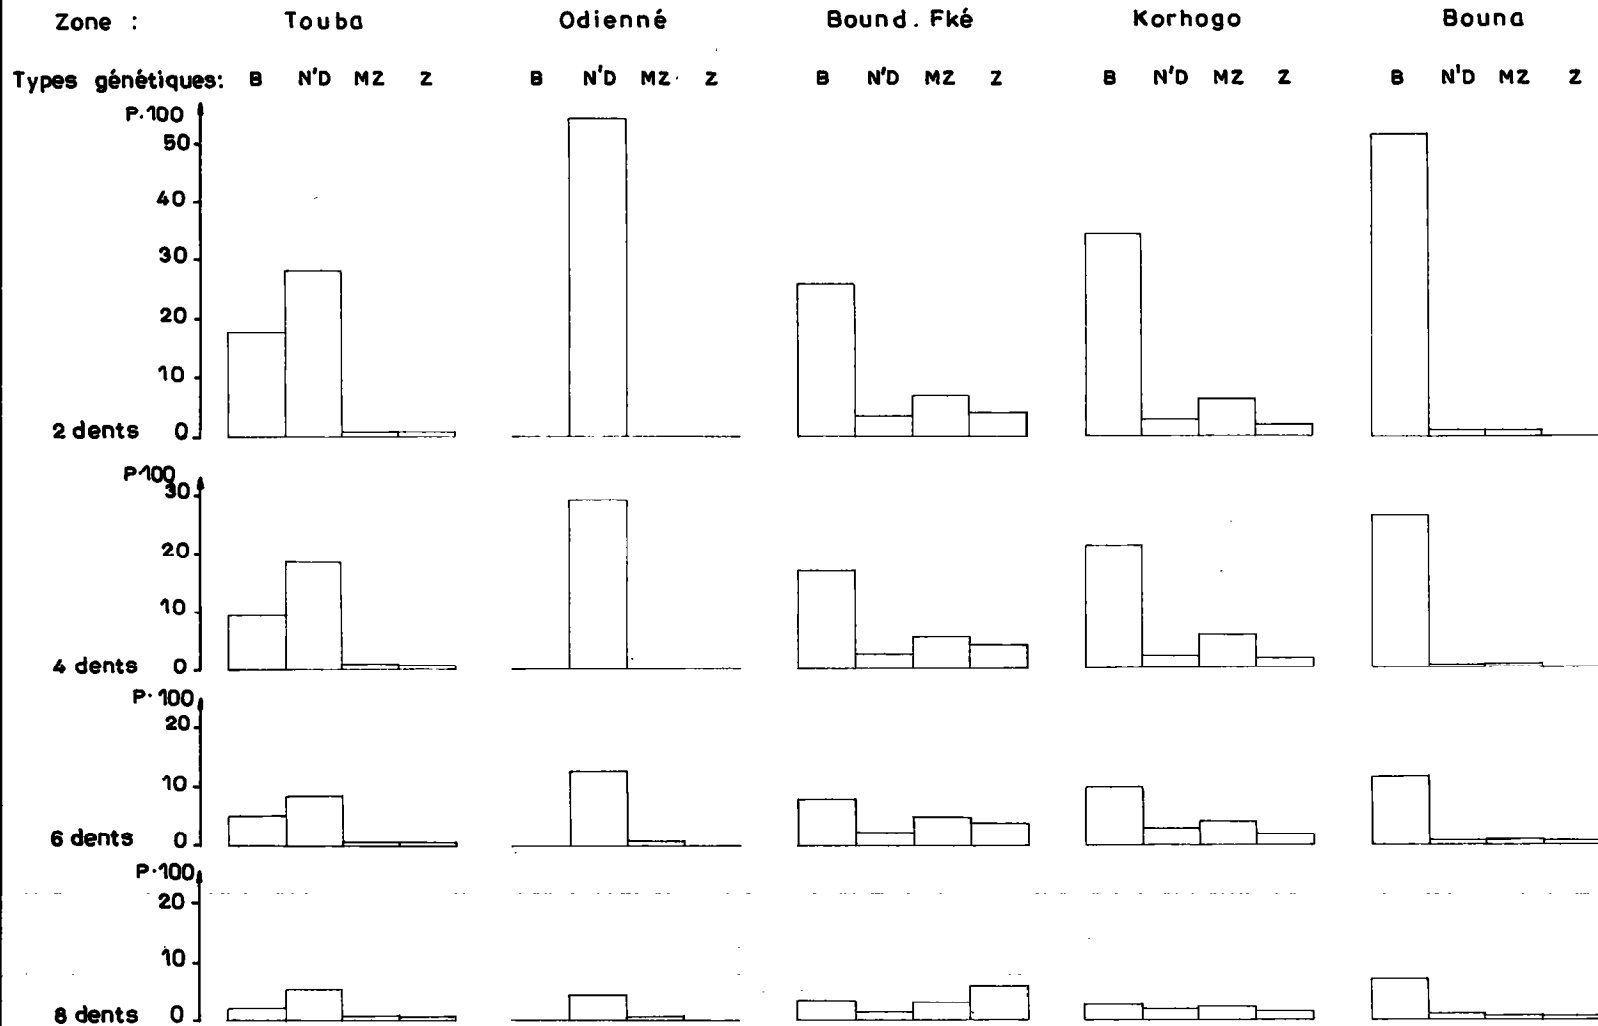 Zone : Touba Odienné Bound. Fké Korhogo Bouna
Types génétiques: B N'D MZ Z B N'D MZ Z B N'D MZ Z B N'D MZ Z B N'D MZ Z
P.100
50
40
30
20
10
2 dents 0
P.100
30
20
10
4 dents 0
P.100
20
10
6 dents 0
P.100
20
10
8 dents 0